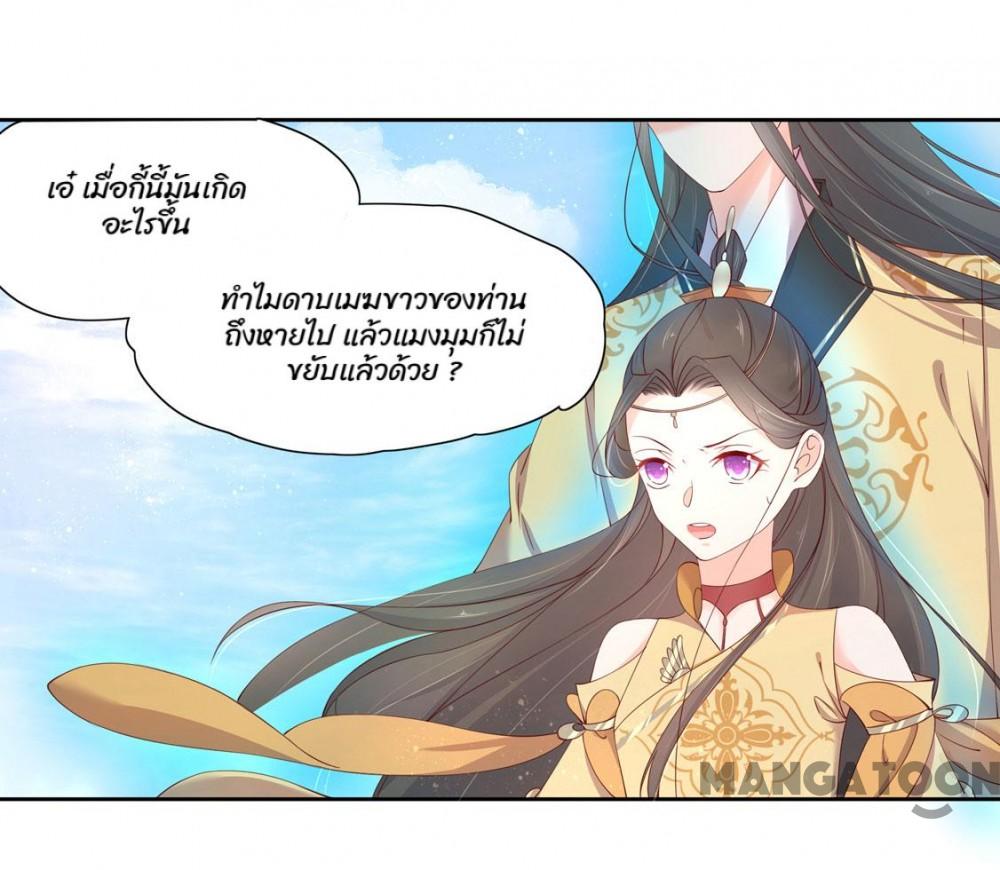 เอ๋ เมื่อกี้นี้มันเกิด
อะไรขึ้น
ทำไมดาบเมฆขาวของท่าน
ถึงหายไป แล้วแมงมุมก็ไม่
ขยับแล้วด้วย ?
MANGATOON